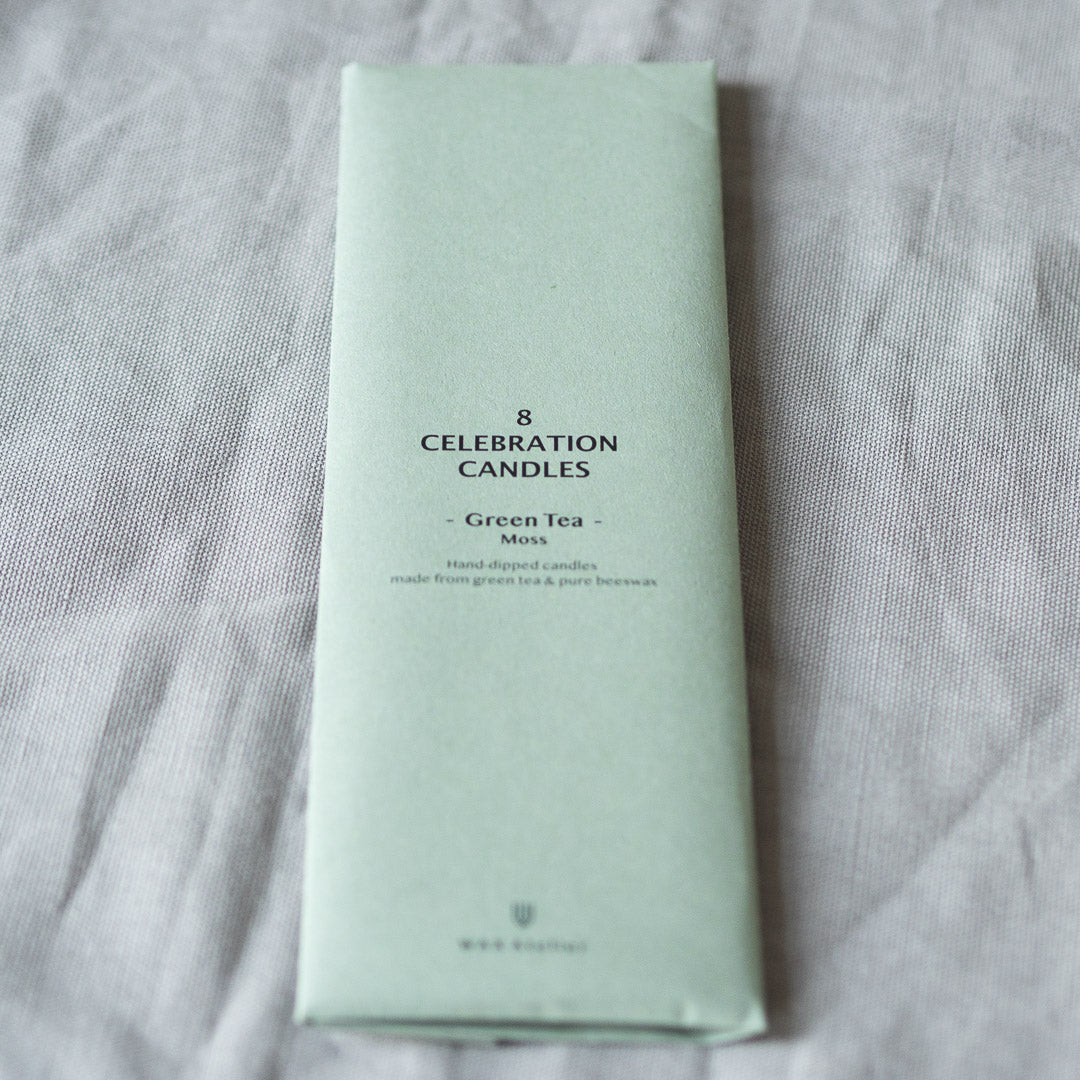 8
CELEBRATION
CANDLES
- Green Tea -
Moss
Hand-dipped candles
made from green tea & pure beeswax